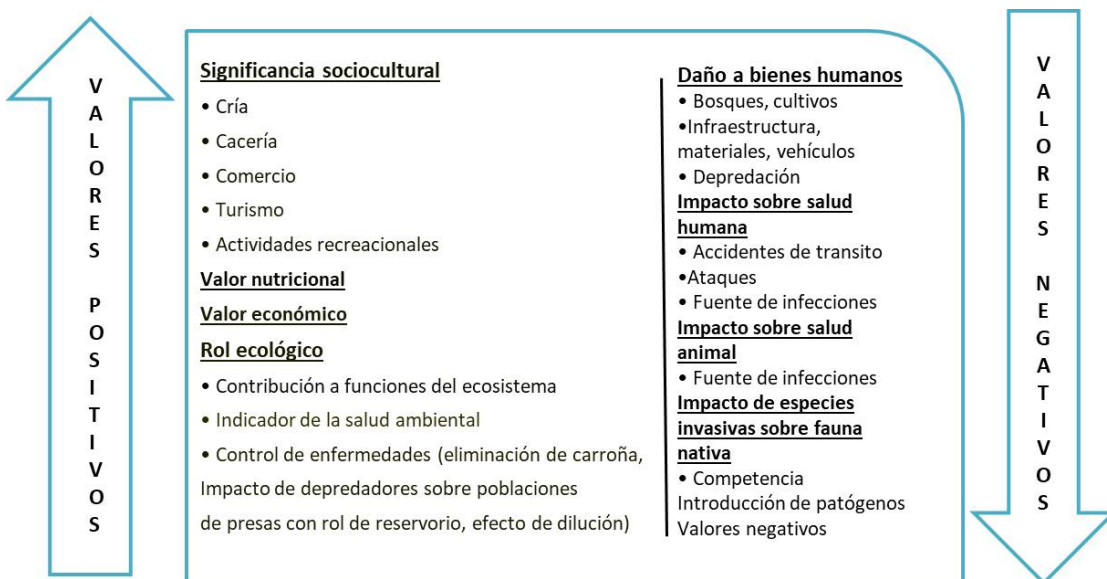 VALORES POSITIVOS
Significancia sociocultural
• Cría
• Cacería
• Comercio
• Turismo
• Actividades recreacionales
Valor nutricional
Valor económico
Rol ecológico
• Contribución a funciones del ecosistema
• Indicador de la salud ambiental
• Control de enfermedades (eliminación de carroña,
Impacto de depredadores sobre poblaciones
de presas con rol de reservorio, efecto de dilución)
Daño a bienes humanos
• Bosques, cultivos
•Infraestructura,
materiales, vehículos
• Depredación
Impacto sobre salud
humana
• Accidentes de transito
•Ataques
• Fuente de infecciones
Impacto sobre salud
animal
• Fuente de infecciones
Impacto de especies
invasivas sobre fauna
nativa
• Competencia
Introducción de patógenos
Valores negativos
VALORES NEGATIVOS